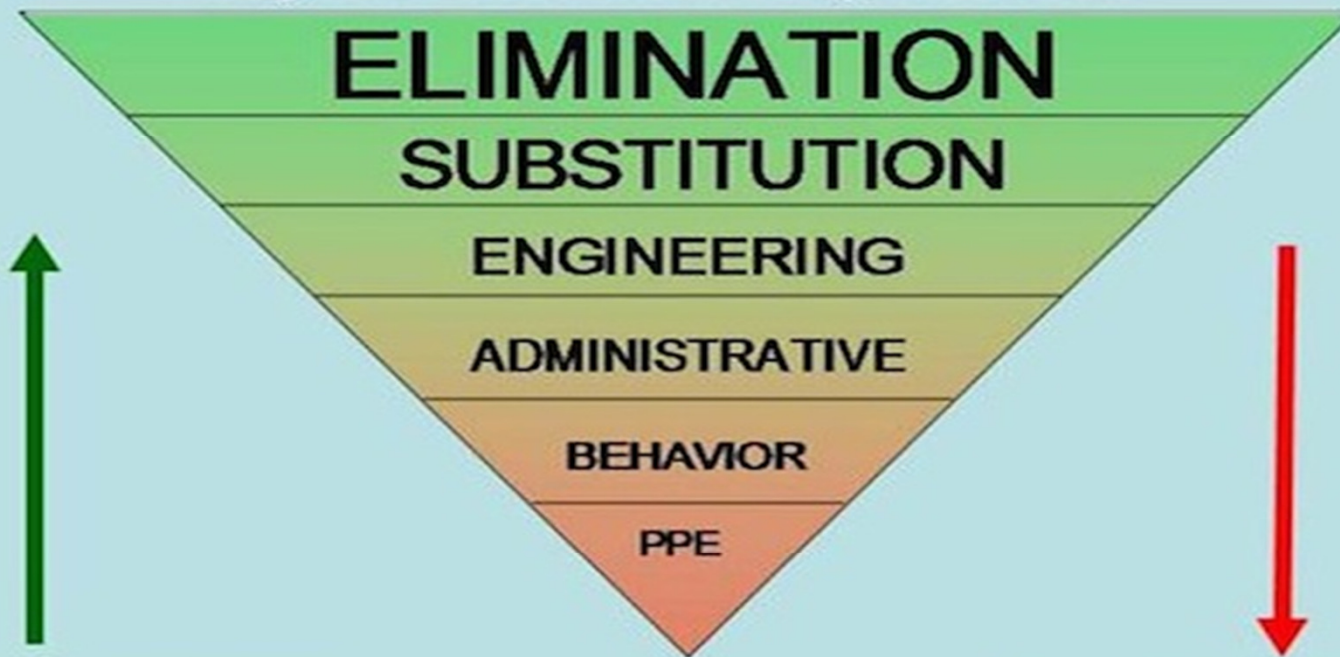 ELIMINATION
SUBSTITUTION
ENGINEERING
ADMINISTRATIVE
BEHAVIOR
PPE